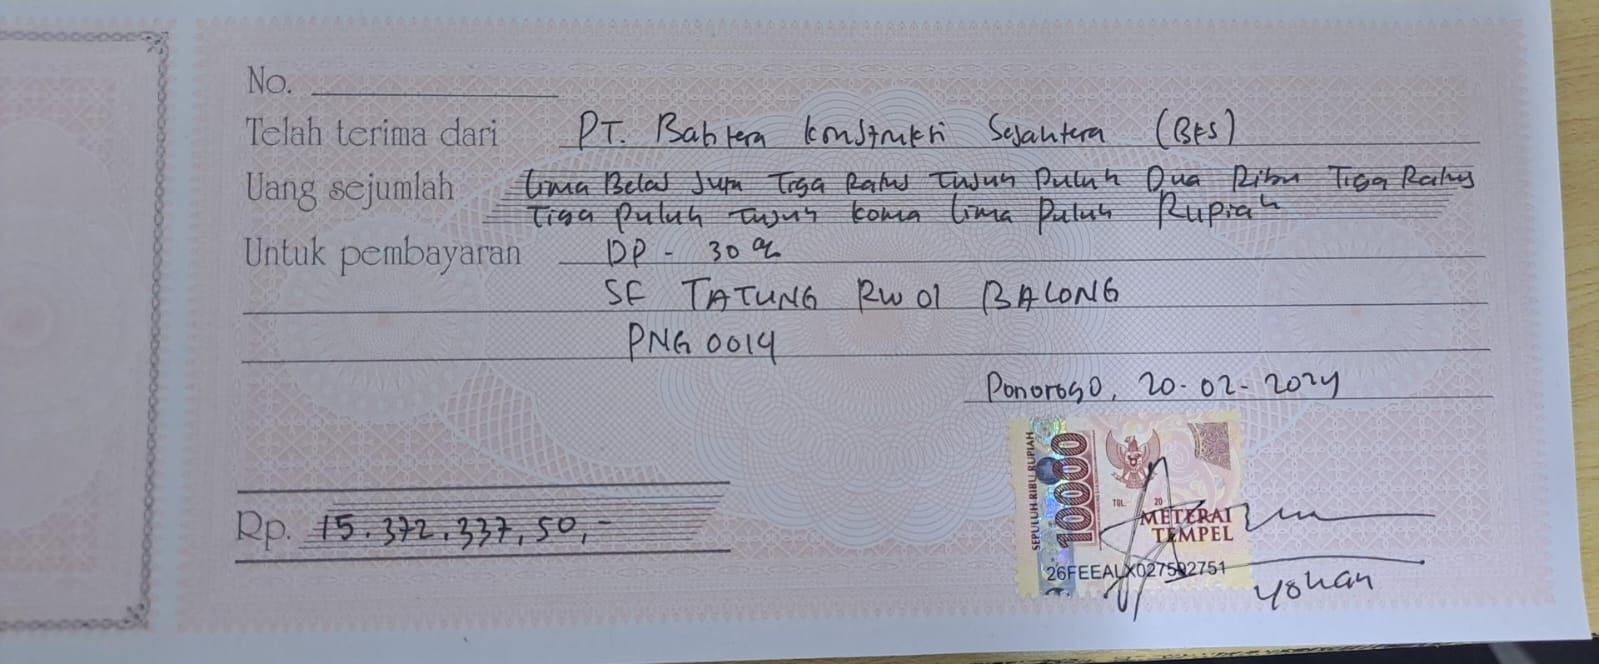 No.
Telah terima dari PT. Bahtera Konstruksi Sejahtera (BKS)
Uang sejumlah Lima Belas Juta Tiga Ratus Tujuh Puluh Dua Ribu Tiga Ratus
Tiga Puluh Tujuh Koma Lima Puluh Rupiah
Untuk pembayaran DP - 30 %
SF TATUNG RW 01 BALONG
PNG 0014
Ponorogo, 20-02-2024
SEPULUH RIBU RUPIAH
10000
TGL. 20
METERAI
TEMPEL
Rp. 15.372.337,50,-
26FEEALX027592751
Yohan